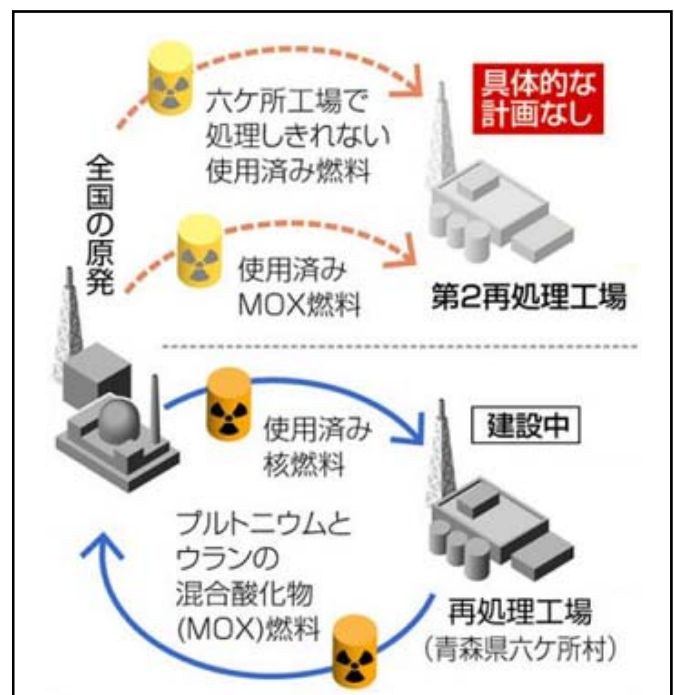 六ケ所工場で
処理しきれない
使用済み燃料
具体的な
計画なし
全国の原発
使用済み
MOX燃料
第2再処理工場
使用済み
核燃料
建設中
プルトニウムと
ウランの
混合酸化物
(MOX)燃料
再処理工場
(青森県六ケ所村)